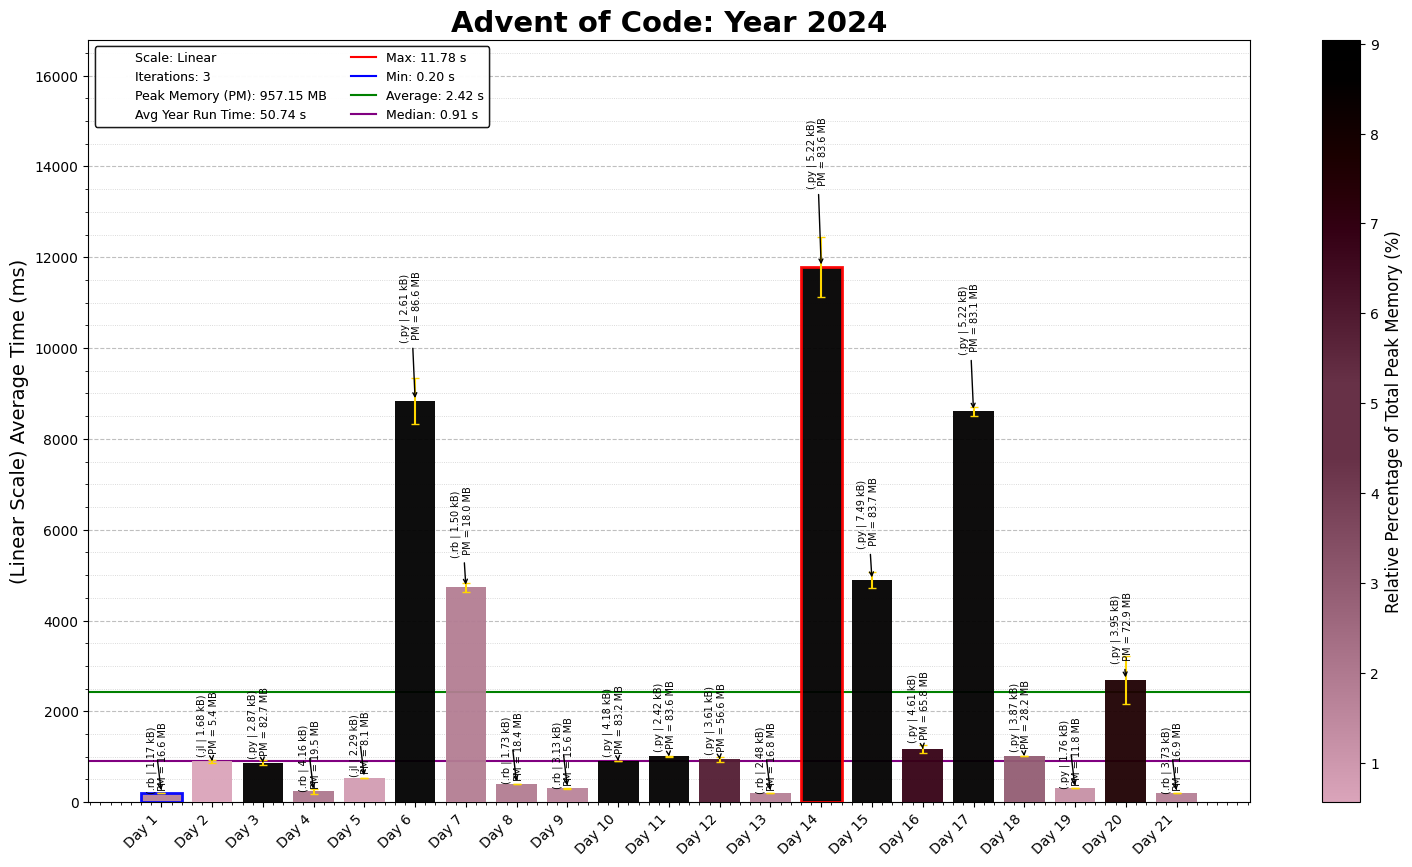 Advent of Code: Year 2024
Scale: Linear
Iterations: 3
Peak Memory (PM): 957.15 MB
Avg Year Run Time: 50.74 s
Max: 11.78 s
Min: 0.20 s
Average: 2.42 s
Median: 0.91 s
(Linear Scale) Average Time (ms)
16000
14000
12000
10000
8000
6000
4000
2000
0
(.rb | 1.17 kB)
PM = 16.6 MB
(.jl | 1.68 kB)
PM = 5.4 MB
(.py | 2.87 kB)
PM = 82.7 MB
(.rb | 4.16 kB)
PM = 19.5 MB
(.jl | 2.29 kB)
PM = 8.1 MB
(.py | 2.61 kB)
PM = 86.6 MB
(.rb | 1.50 kB)
PM = 18.0 MB
(.rb | 1.73 kB)
PM = 18.4 MB
(.rb | 3.13 kB)
PM = 15.6 MB
(.py | 4.18 kB)
PM = 83.2 MB
(.py | 2.42 kB)
PM = 83.6 MB
(.py | 3.61 kB)
PM = 56.6 MB
(.rb | 2.48 kB)
PM = 16.8 MB
(.py | 5.22 kB)
PM = 83.6 MB
(.py | 7.49 kB)
PM = 83.7 MB
(.py | 4.61 kB)
PM = 65.8 MB
(.py | 5.22 kB)
PM = 83.1 MB
(.py | 3.87 kB)
PM = 28.2 MB
(.py | 1.76 kB)
PM = 11.8 MB
(.py | 3.95 kB)
PM = 72.9 MB
(.rb | 3.73 kB)
PM = 16.9 MB
Day 1
Day 2
Day 3
Day 4
Day 5
Day 6
Day 7
Day 8
Day 9
Day 10
Day 11
Day 12
Day 13
Day 14
Day 15
Day 16
Day 17
Day 18
Day 19
Day 20
Day 21
9
8
7
6
5
4
3
2
1
Relative Percentage of Total Peak Memory (%)